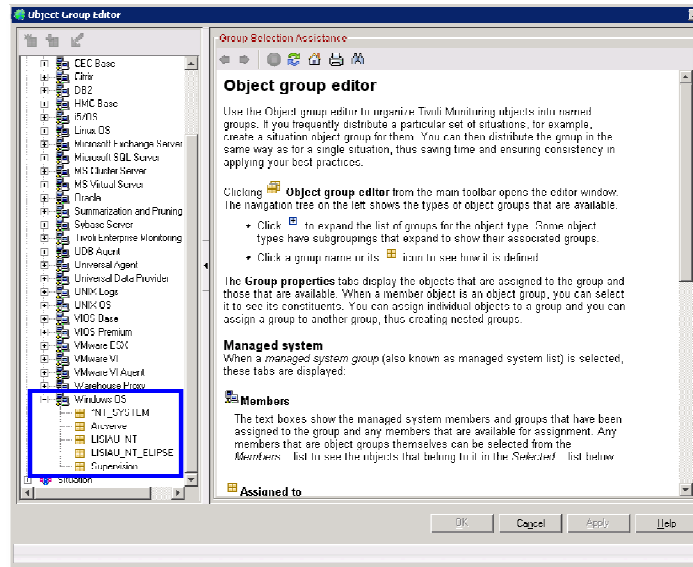 Object Group Editor
CEC Base
Citrix
DB2
HMC Base
i5/OS
Linux OS
Microsoft Exchange Server
Microsoft SQL Server
MS Cluster Server
MS Virtual Server
Oracle
Summarization and Pruning
Sybase Server
Tivoli Enterprise Monitoring
UDB Agent
Universal Agent
Universal Data Provider
UNIX Logs
UNIX OS
VIOS Base
VIOS Premium
VMware ESX
VMware VI
VMware VI Agent
Warehouse Proxy
Windows OS
*NT_SYSTEM
Arcserve
LISIAU_NT
LISIAU_NT_ELIPSE
Supervision
Situation
Group Selection Assistance
Object group editor
Use the Object group editor to organize Tivoli Monitoring objects into named
groups. If you frequently distribute a particular set of situations, for example,
create a situation object group for them. You can then distribute the group in the
same way as for a single situation, thus saving time and ensuring consistency in
applying your best practices.
Clicking Object group editor from the main toolbar opens the editor window.
The navigation tree on the left shows the types of object groups that are available.
• Click to expand the list of groups for the object type. Some object
types have subgroupings that expand to show their associated groups.
• Click a group name or its icon to see how it is defined
The Group properties tabs display the objects that are assigned to the group and
those that are available. When a member object is an object group, you can select
it to see its constituents. You can assign individual objects to a group and you can
assign a group to another group, thus creating nested groups.
Managed system
When a managed system group (also known as managed system list) is selected,
these tabs are displayed:
Members
The text boxes show the managed system members and groups that have been
assigned to the group and any members that are available for assignment. Any
members that are object groups themselves can be selected from the
Members list to see the objects that belong to it in the Selected list below
Assigned to
OK
Cancel
Apply
Help